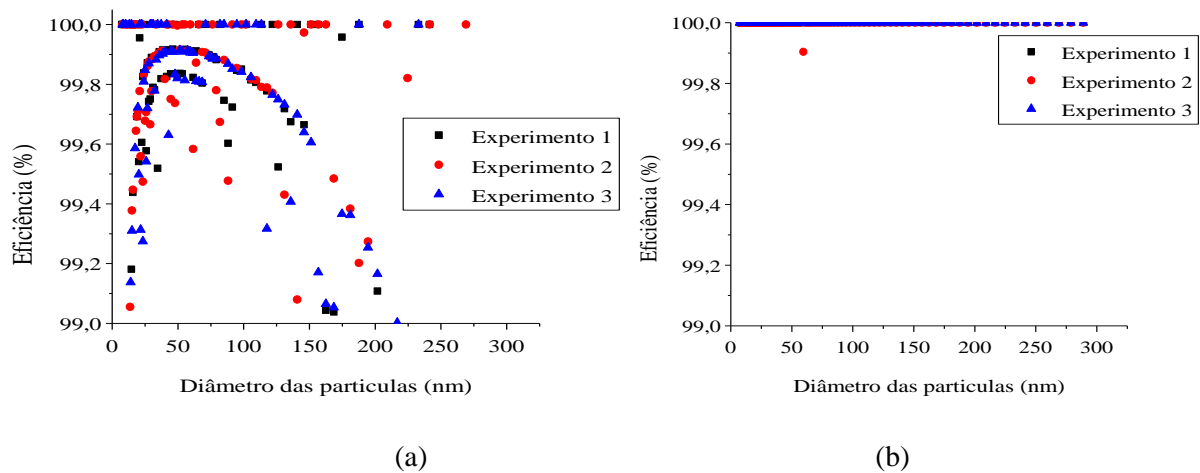 100,0
99,8
99,6
99,4
99,2
99,0
Eficiência (%)
0 50 100 150 200 250 300
Diâmetro das particulas (nm)
Experimento 1
Experimento 2
Experimento 3
(a)
100,0
99,8
99,6
99,4
99,2
99,0
Eficiência (%)
0 50 100 150 200 250 300
Diâmetro das particulas (nm)
Experimento 1
Experimento 2
Experimento 3
(b)